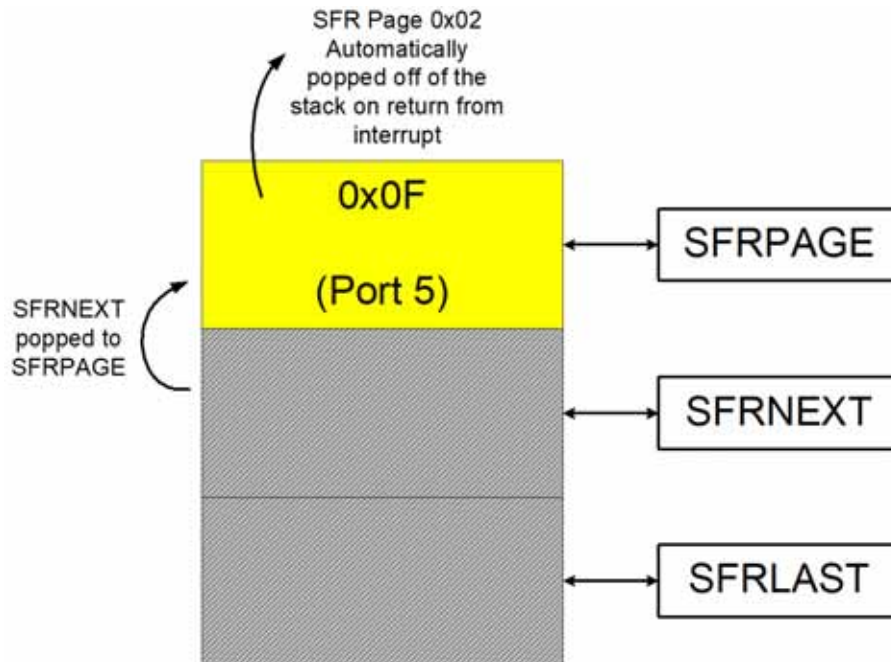 SFR Page 0x02
Automatically
popped off of the
stack on return from
interrupt
0x0F
(Port 5)
SFRPAGE
SFRNEXT
popped to
SFRPAGE
SFRNEXT
SFRLAST